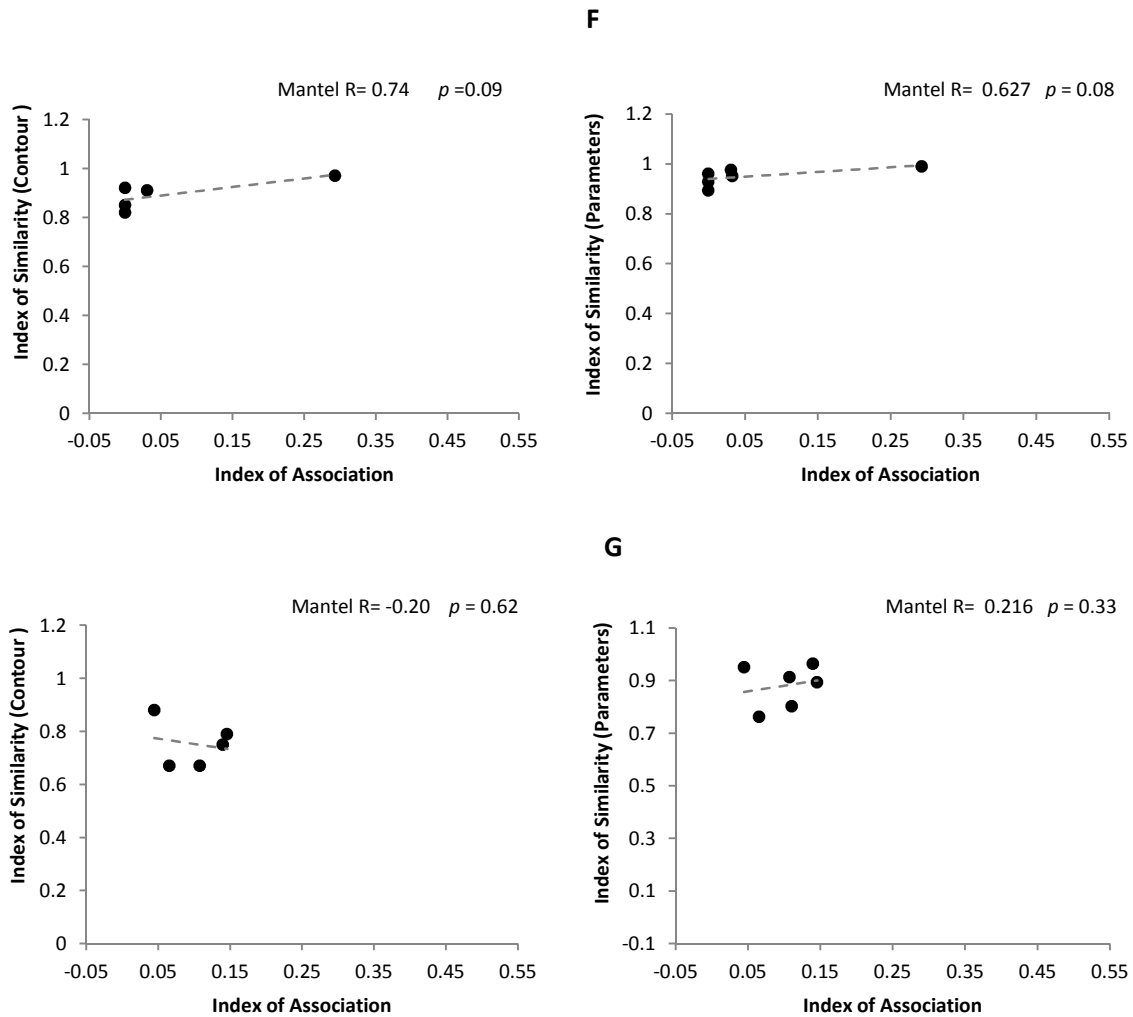 F
Mantel R= 0.74 p =0.09
Index of Similarity (Contour )
1.2
1
0.8
0.6
0.4
0.2
0
-0.05 0.05 0.15 0.25 0.35 0.45 0.55
Index of Association
Mantel R= 0.627 p = 0.08
Index of Similarity (Parameters)
1.2
1
0.8
0.6
0.4
0.2
0
-0.05 0.05 0.15 0.25 0.35 0.45 0.55
Index of Association
G
Mantel R= -0.20 p = 0.62
Index of Similarity (Contour )
1.2
1
0.8
0.6
0.4
0.2
0
-0.05 0.05 0.15 0.25 0.35 0.45 0.55
Index of Association
Mantel R= 0.216 p = 0.33
Index of Similarity (Parameters)
1.1
0.9
0.7
0.5
0.3
0.1
-0.1
-0.05 0.05 0.15 0.25 0.35 0.45 0.55
Index of Association